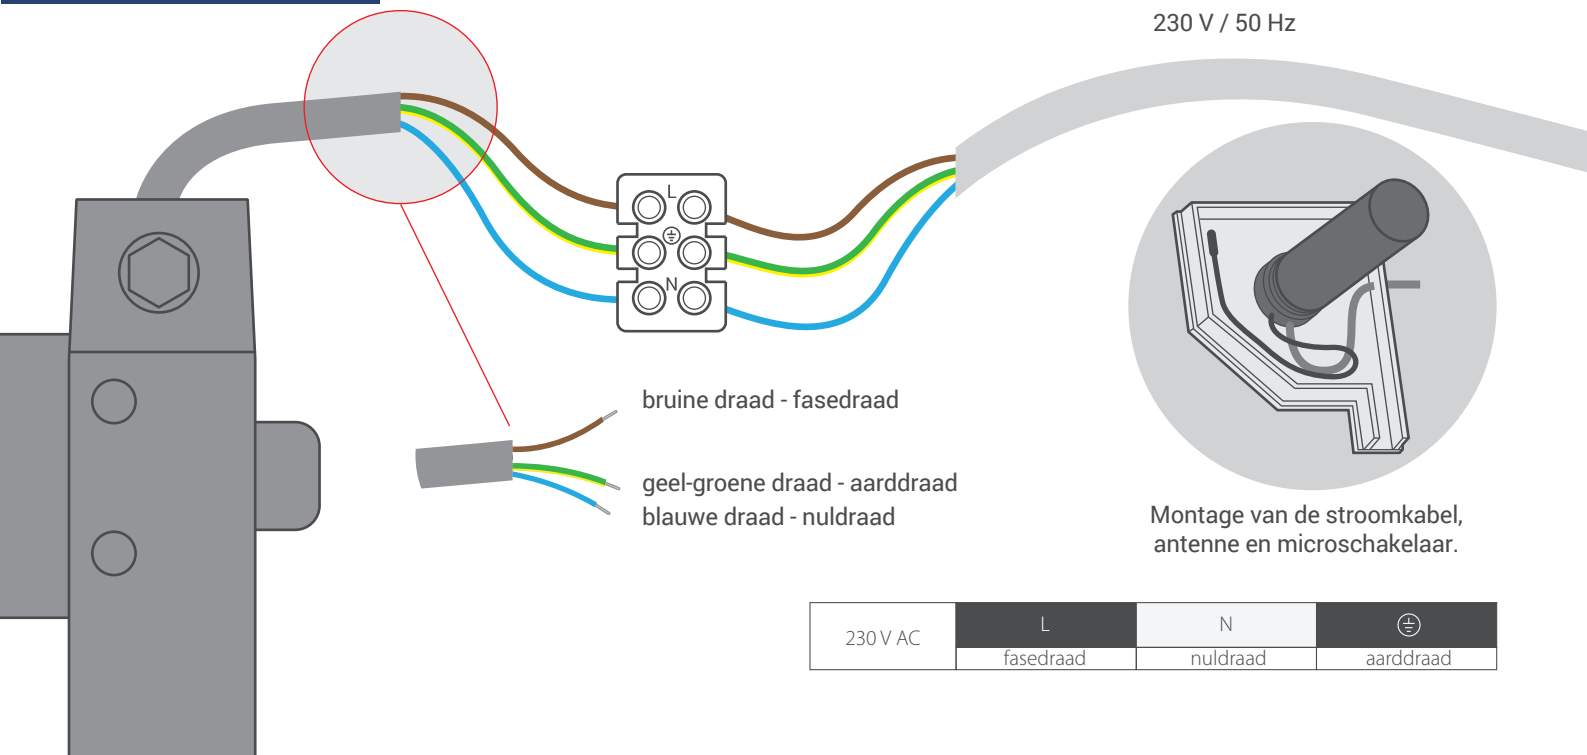 230 V / 50 Hz
L
N
bruine draad - fasedraad
geel-groene draad - aarddraad
blauwe draad - nuldraad
Montage van de stroomkabel,
antenne en microschakelaar.
230 V AC
L
N
fasedraad
nuldraad
aarddraad